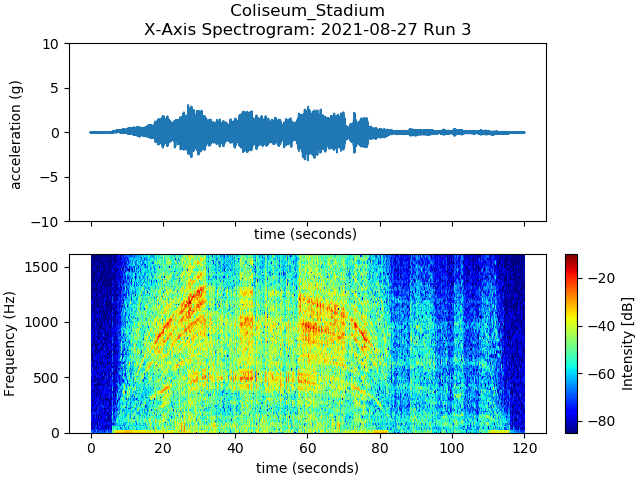 Coliseum_Stadium
X-Axis Spectrogram: 2021-08-27 Run 3
10
5
0
−5
−10
acceleration (g)
time (seconds)
1500
1000
500
0
Frequency (Hz)
0 20 40 60 80 100 120
time (seconds)
−20
−40
−60
−80
Intensity [dB]